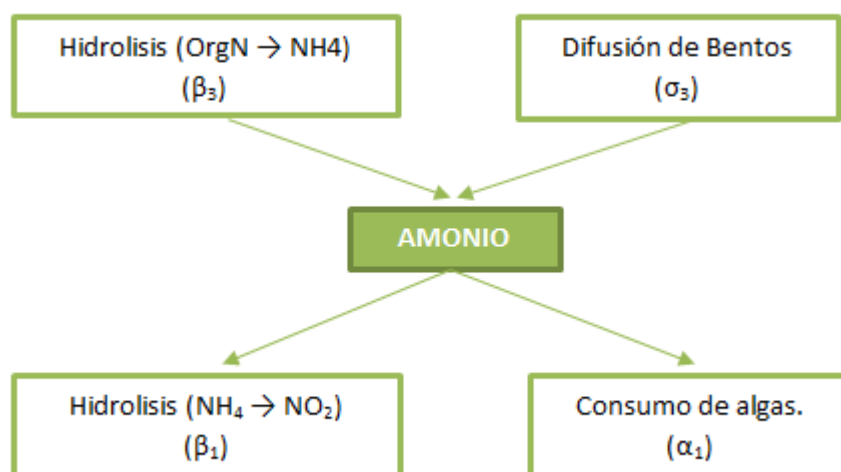 Hidrolisis (OrgN → NH4)
(β₃)
Difusión de Bentos
(σ₃)
AMONIO
Hidrolisis (NH₄ → NO₂)
(β₁)
Consumo de algas.
(α₁)